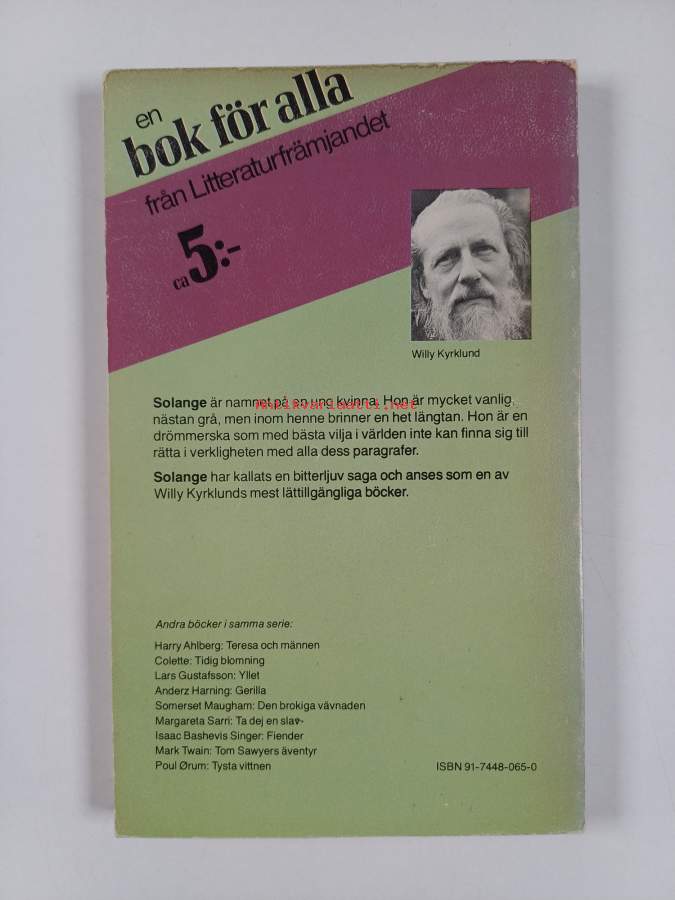 en
bok för alla
från Litteraturfrämjandet
ca 5:-
Willy Kyrklund
Solange är namnet på en ung kvinna. Hon är mycket vanlig,
antikvariaatti.net
nästan grå, men inom henne brinner en het längtan. Hon är en
drömmerska som med bästa vilja i världen inte kan finna sig till
rätta i verkligheten med alla dess paragrafer.
Solange har kallats en bitterljuv saga och anses som en av
Willy Kyrklunds mest lättillgängliga böcker.
Andra böcker i samma serie:
Harry Ahlberg: Teresa och männen
Colette: Tidig blomning
Lars Gustafsson: Yllet
Anderz Harning: Gerilla
Somerset Maugham: Den brokiga vävnaden
Margareta Sarri: Ta dej en slav-
Isaac Bashevis Singer: Fiender
Mark Twain: Tom Sawyers äventyr
Poul Ørum: Tysta vittnen
ISBN 91-7448-065-0